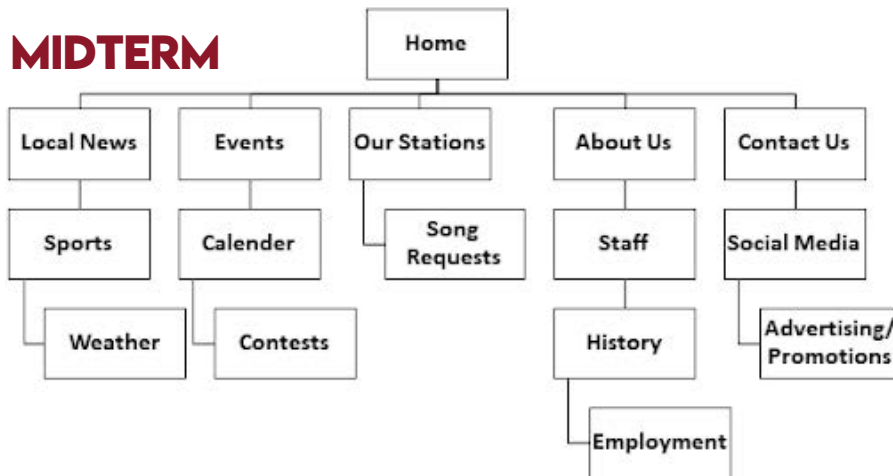 MIDTERM
Home
Local News
Events
Our Stations
About Us
Contact Us
Sports
Calender
Song
Requests
Staff
Social Media
Weather
Contests
History
Advertising/
Promotions
Employment